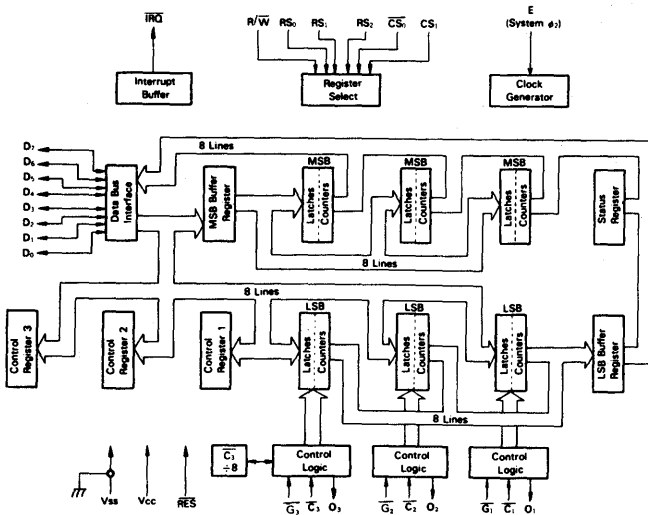 IRQ
R/W RS₀ RS₁ RS₂ CS₀ CS₁
E
(System φ₂)
Interrupt
Buffer
Register
Select
Clock
Generator
8 Lines
MSB MSB MSB
D₇
D₆
D₅
D₄
D₃
D₂
D₁
D₀
Data Bus
Interface
MSB Buffer
Register
Latches
Counters
Latches
Counters
Latches
Counters
Status
Register
8 Lines
8 Lines
LSB LSB LSB
Control
Register 3
Control
Register 2
Control
Register 1
Latches
Counters
Latches
Counters
Latches
Counters
LSB Buffer
Register
8 Lines
C₃
÷8
Control
Logic
Control
Logic
Control
Logic
Vss Vcc RES
G₃ C₃ O₃ G₂ C₂ O₂ G₁ C₁ O₁